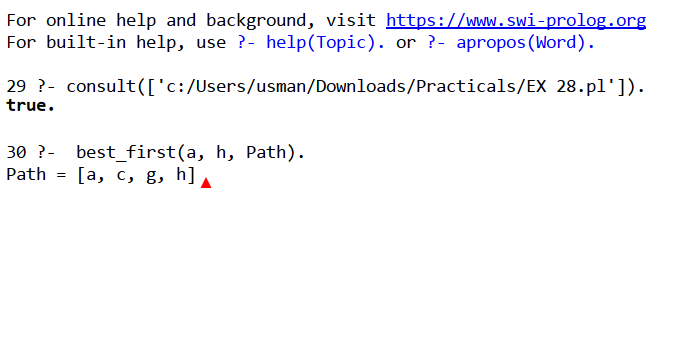 For online help and background, visit https://www.swi-prolog.org
For built-in help, use ?- help(Topic). or ?- apropos(Word).
29 ?- consult(['c:/Users/usman/Downloads/Practicals/EX 28.pl']).
true.
30 ?-  best_first(a, h, Path).
Path = [a, c, g, h]